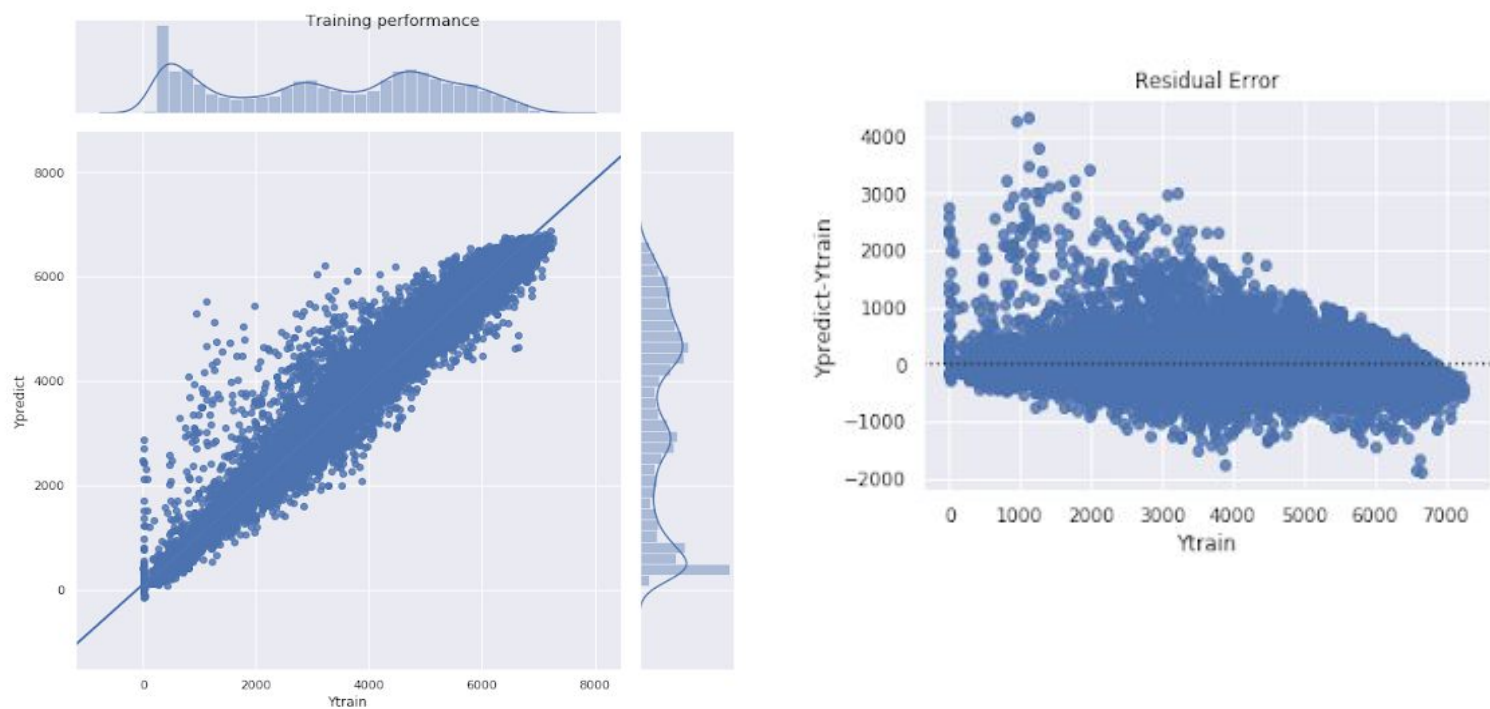 Training performance
8000
6000
4000
2000
0
Ypredict
0 2000 4000 6000 8000
Ytrain
Residual Error
4000
3000
2000
1000
0
−1000
−2000
Ypredict-Ytrain
0 1000 2000 3000 4000 5000 6000 7000
Ytrain